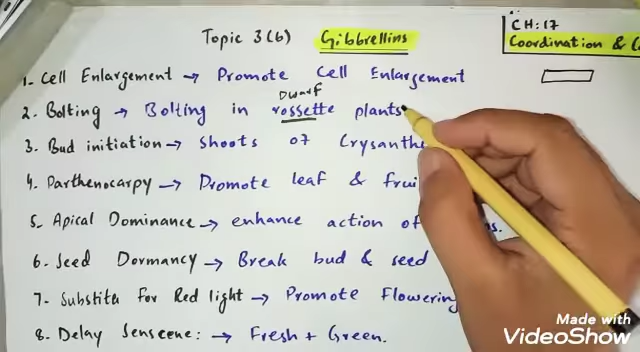 Topic 3(b) Gibbrellins
CH:17
Coordination &
1. Cell Enlargement → Promote Cell Enlargement
Dwarf
2. Bolting → Bolting in rossette plants
3. Bud initiation → shoots of Crysanthe
4. Parthenocarpy → Promote leaf & frui
5. Apical Dominance → enhance action of
6. Seed Dormancy → Break bud & seed
7. Substitu For Red light → Promote Flowering
8. Delay Senscene: → Fresh + Green.
Made with
VideoShow